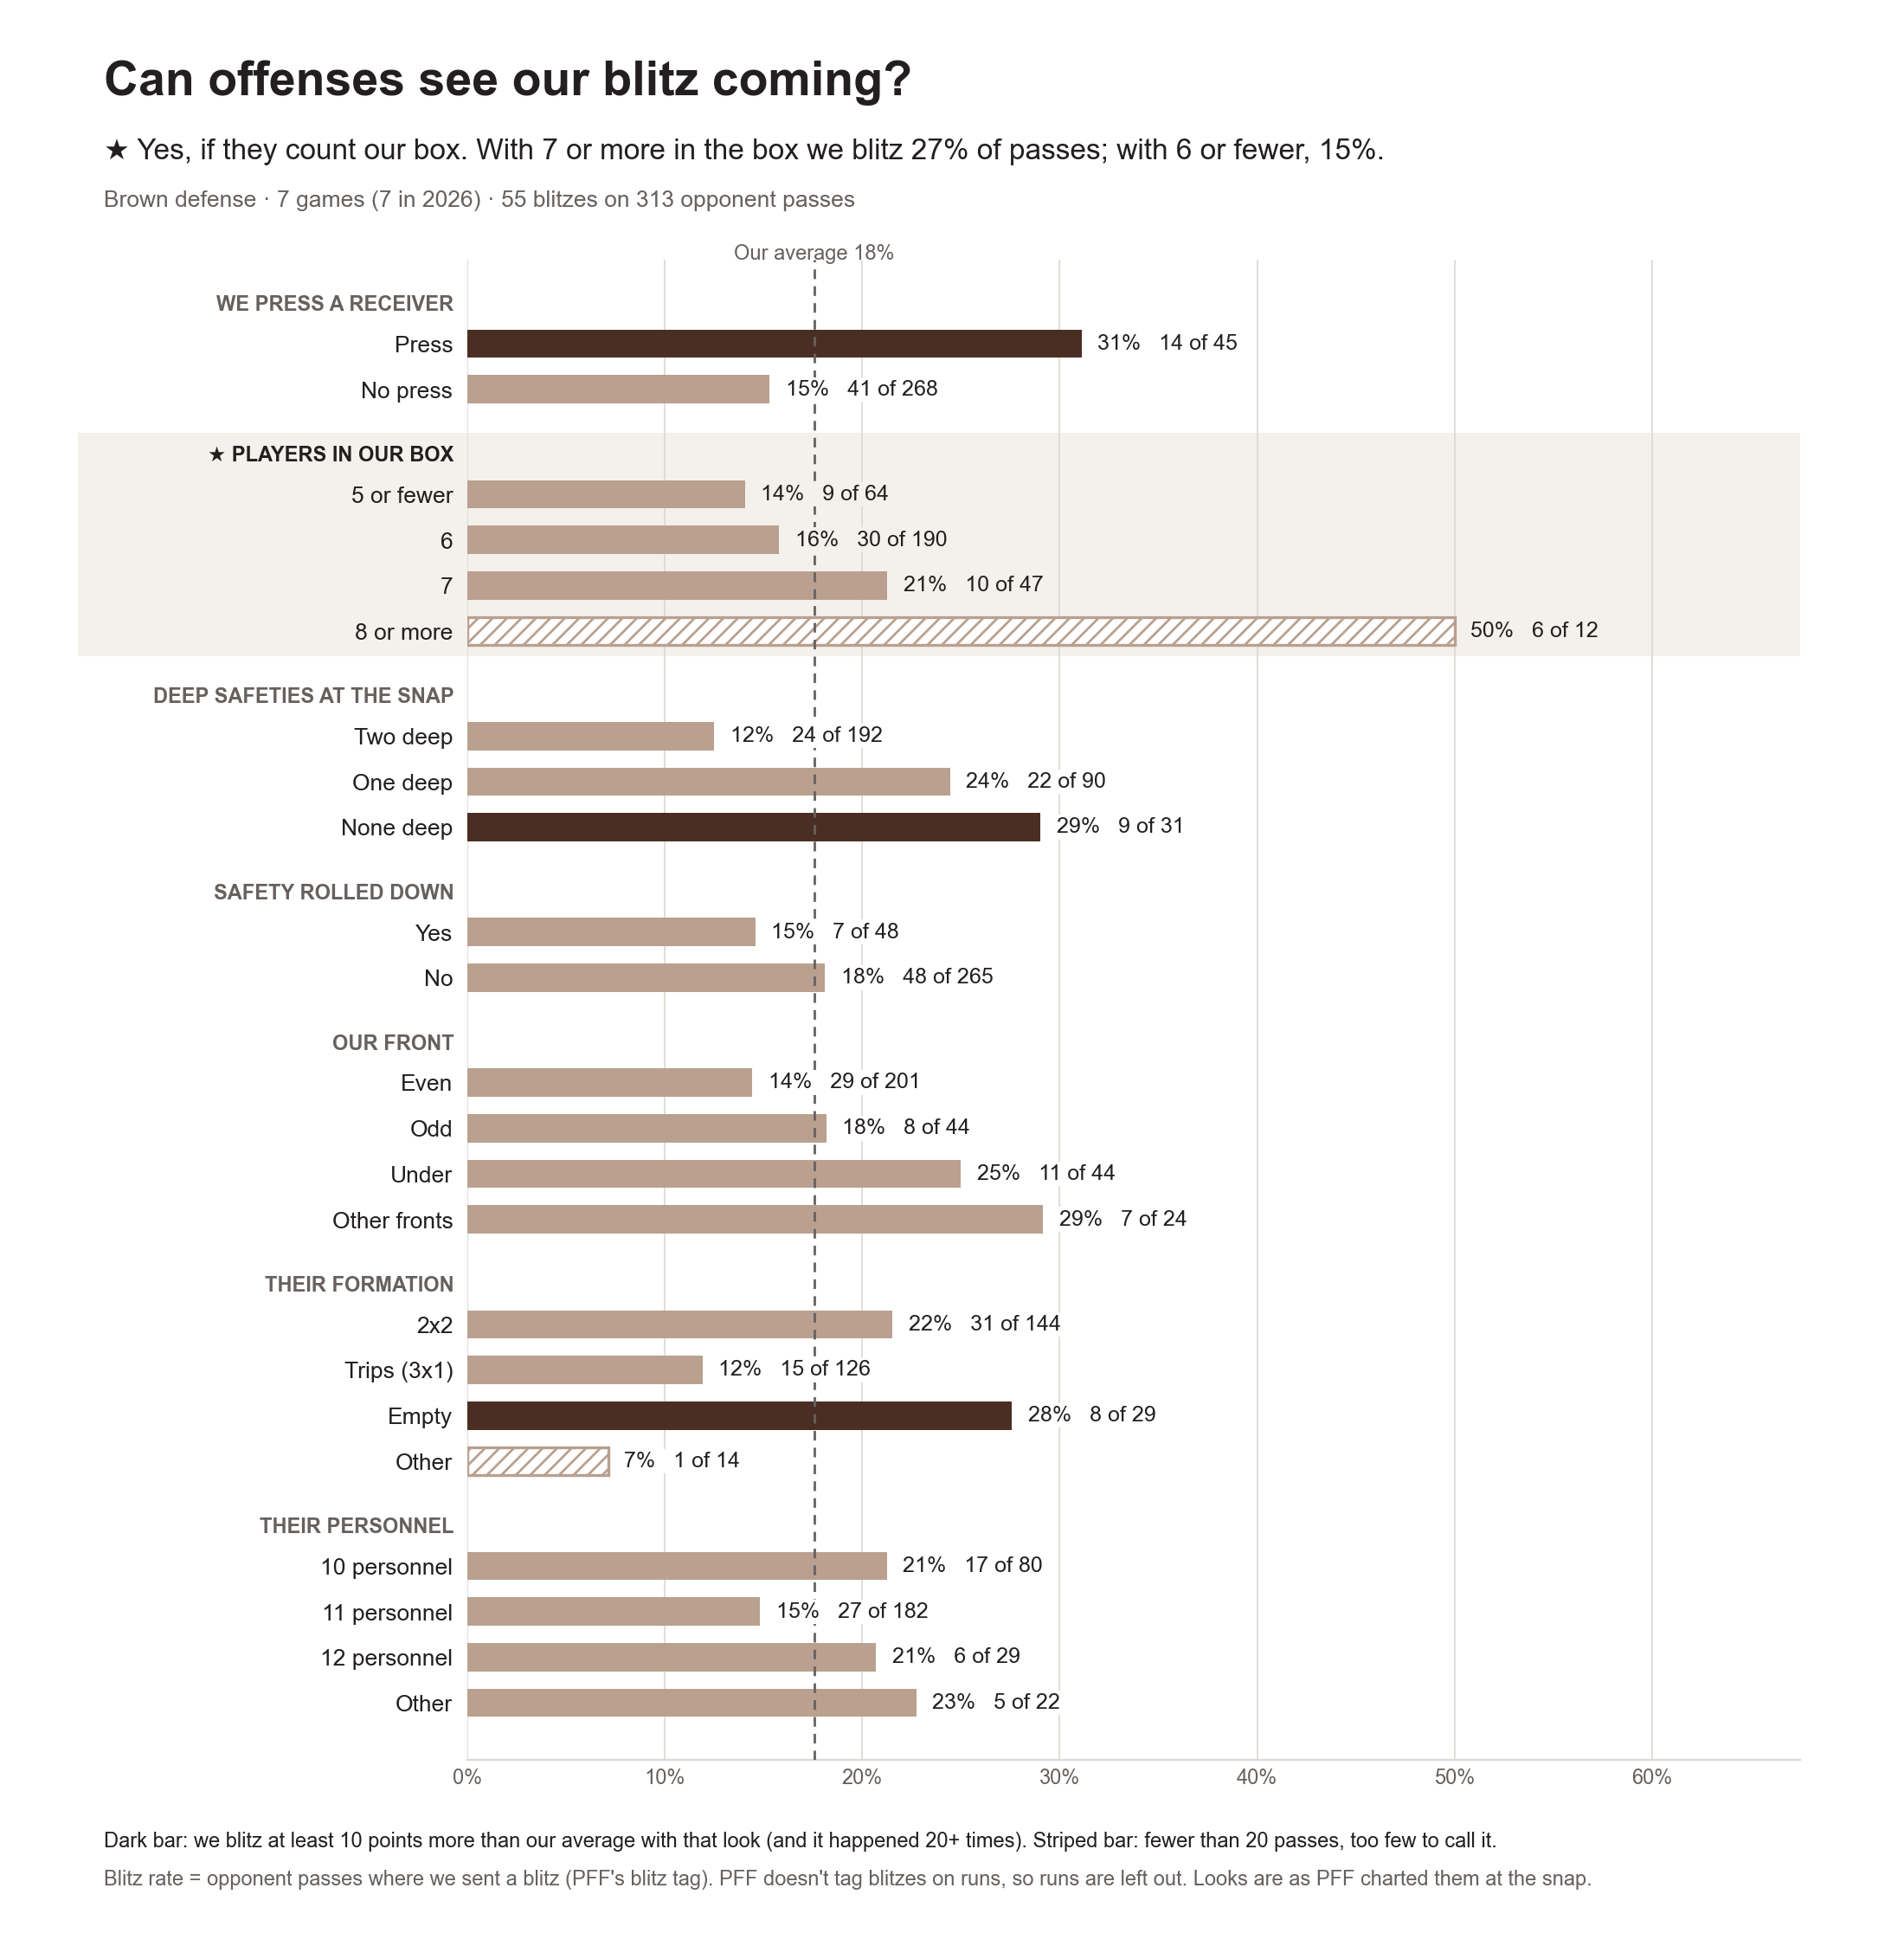 Can offenses see our blitz coming?
★ Yes, if they count our box. With 7 or more in the box we blitz 27% of passes; with 6 or fewer, 15%.
Brown defense · 7 games (7 in 2026) · 55 blitzes on 313 opponent passes
Our average 18%
WE PRESS A RECEIVER
Press 31% 14 of 45
No press 15% 41 of 268
★ PLAYERS IN OUR BOX
5 or fewer 14% 9 of 64
6 16% 30 of 190
7 21% 10 of 47
8 or more 50% 6 of 12
DEEP SAFETIES AT THE SNAP
Two deep 12% 24 of 192
One deep 24% 22 of 90
None deep 29% 9 of 31
SAFETY ROLLED DOWN
Yes 15% 7 of 48
No 18% 48 of 265
OUR FRONT
Even 14% 29 of 201
Odd 18% 8 of 44
Under 25% 11 of 44
Other fronts 29% 7 of 24
THEIR FORMATION
2x2 22% 31 of 144
Trips (3x1) 12% 15 of 126
Empty 28% 8 of 29
Other 7% 1 of 14
THEIR PERSONNEL
10 personnel 21% 17 of 80
11 personnel 15% 27 of 182
12 personnel 21% 6 of 29
Other 23% 5 of 22
0% 10% 20% 30% 40% 50% 60%
Dark bar: we blitz at least 10 points more than our average with that look (and it happened 20+ times). Striped bar: fewer than 20 passes, too few to call it.
Blitz rate = opponent passes where we sent a blitz (PFF's blitz tag). PFF doesn't tag blitzes on runs, so runs are left out. Looks are as PFF charted them at the snap.